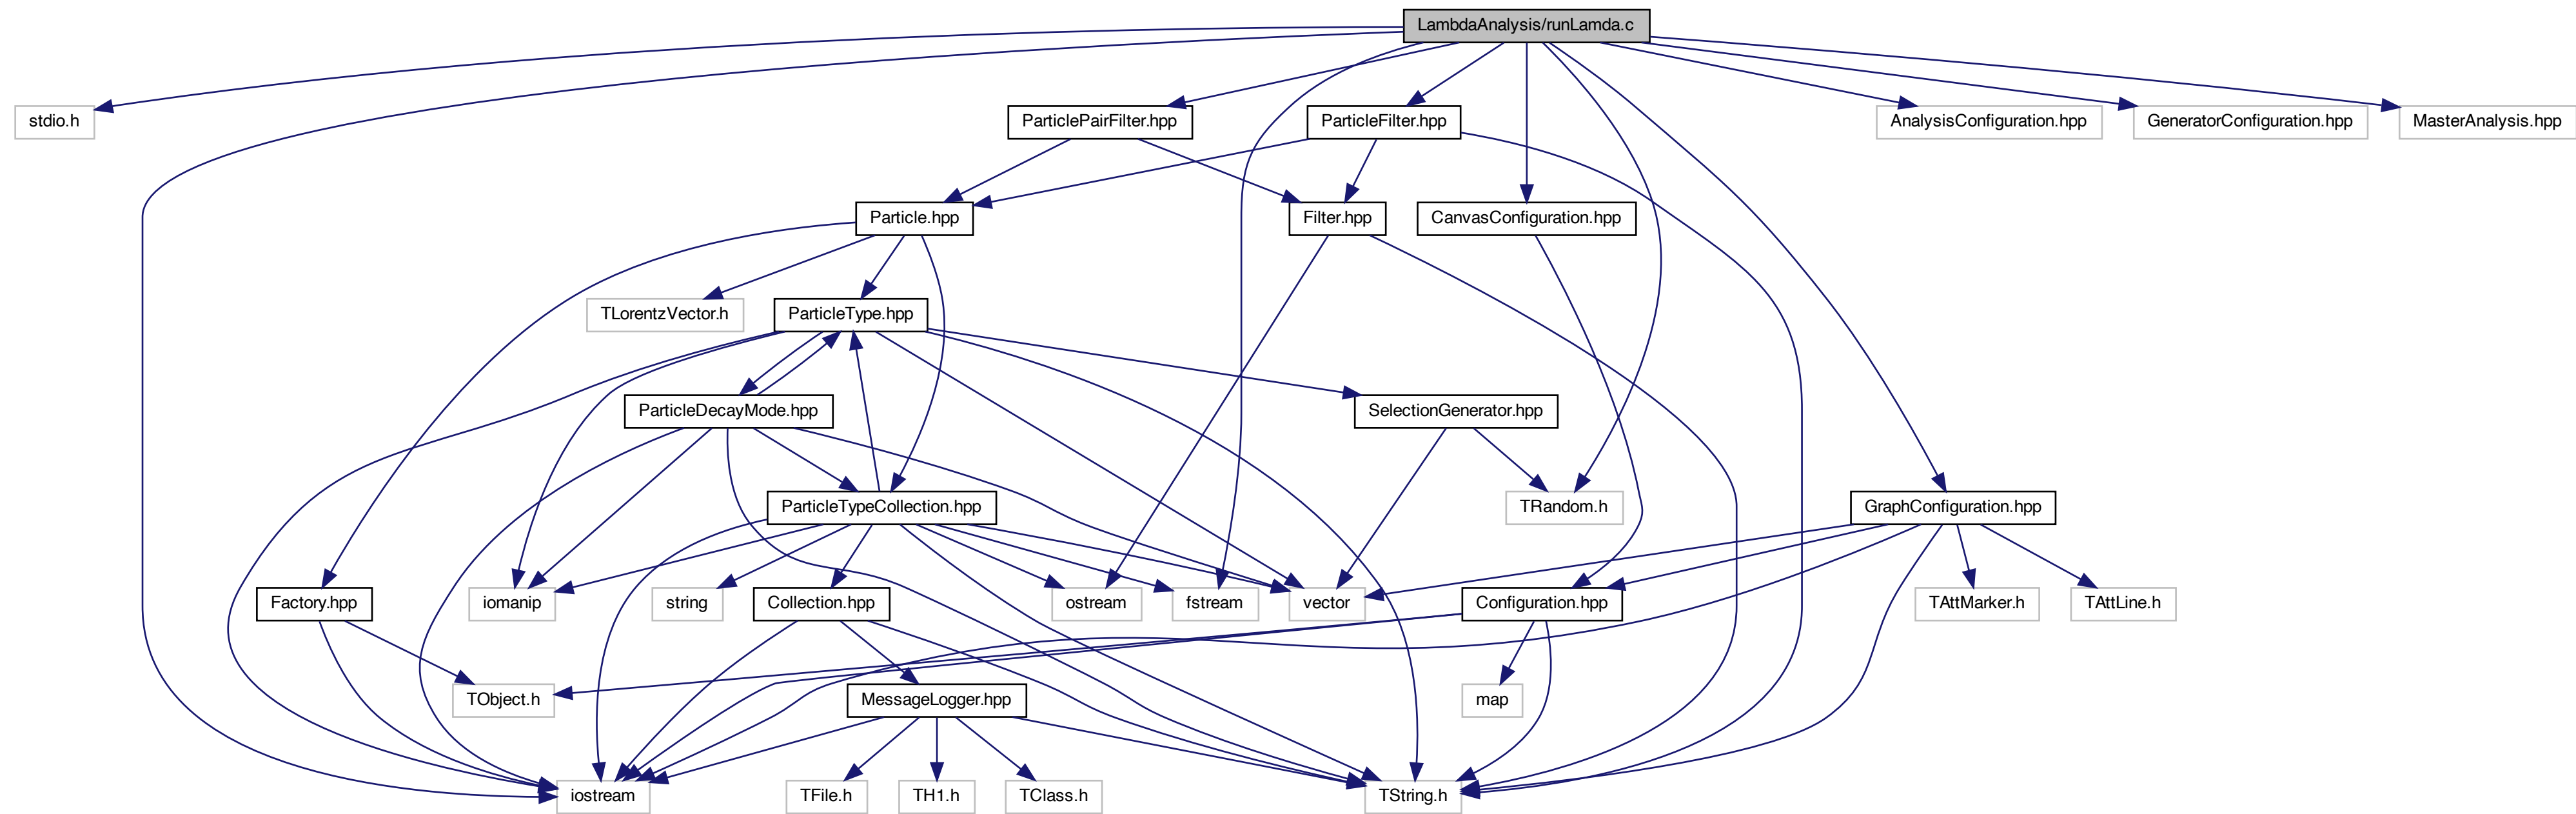 LambdaAnalysis/runLamda.c
stdio.h
ParticlePairFilter.hpp
ParticleFilter.hpp
AnalysisConfiguration.hpp
GeneratorConfiguration.hpp
MasterAnalysis.hpp
Particle.hpp
Filter.hpp
CanvasConfiguration.hpp
TLorentzVector.h
ParticleType.hpp
ParticleDecayMode.hpp
SelectionGenerator.hpp
ParticleTypeCollection.hpp
TRandom.h
GraphConfiguration.hpp
Factory.hpp
iomanip
string
Collection.hpp
ostream
fstream
vector
Configuration.hpp
TAttMarker.h
TAttLine.h
TObject.h
MessageLogger.hpp
map
iostream
TFile.h
TH1.h
TClass.h
TString.h